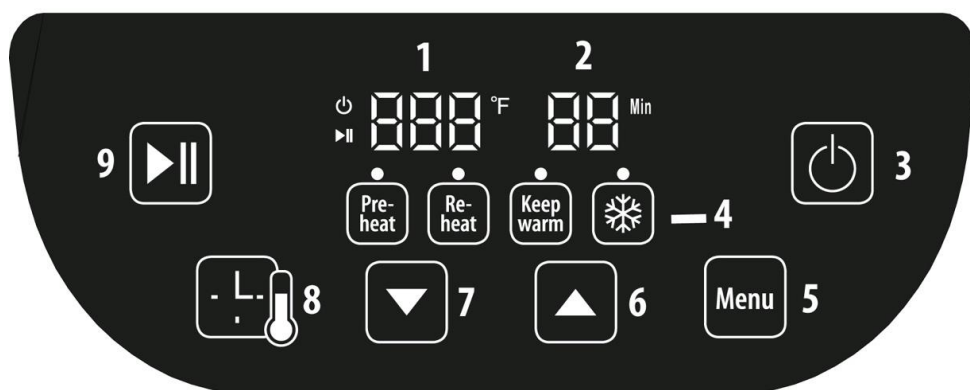 1
2
888 °F
88 Min
9
3
Pre-
heat
Re-
heat
Keep
warm
4
8
7
6
Menu
5